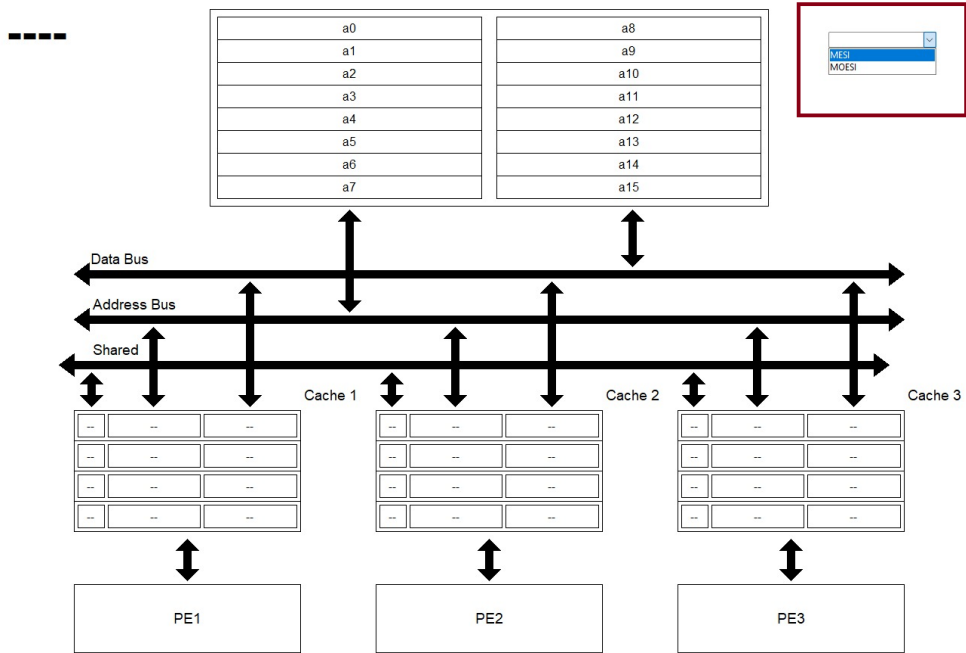 ----
a0 a8
a1 a9
a2 a10
a3 a11
a4 a12
a5 a13
a6 a14
a7 a15
MESI
MOESI
Data Bus
Address Bus
Shared
Cache 1 Cache 2 Cache 3
-- -- -- -- -- -- -- -- --
-- -- -- -- -- -- -- -- --
-- -- -- -- -- -- -- -- --
-- -- -- -- -- -- -- -- --
PE1 PE2 PE3